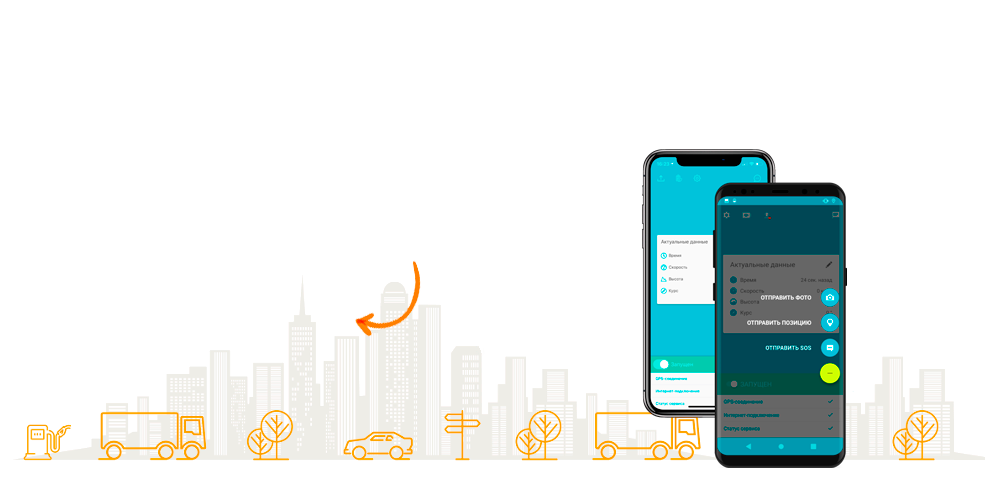 Актуальные данные
Время
Скорость
Высота
Курс
GPS-соединение
Интернет подключение
Статус сервиса
Актуальные данные
Время
24 сек. назад
Скорость
Высота
Курс
ОТПРАВИТЬ ФОТО
ОТПРАВИТЬ ПОЗИЦИЮ
ОТПРАВИТЬ SOS
GPS-соединение
Интернет-подключение
Статус сервиса